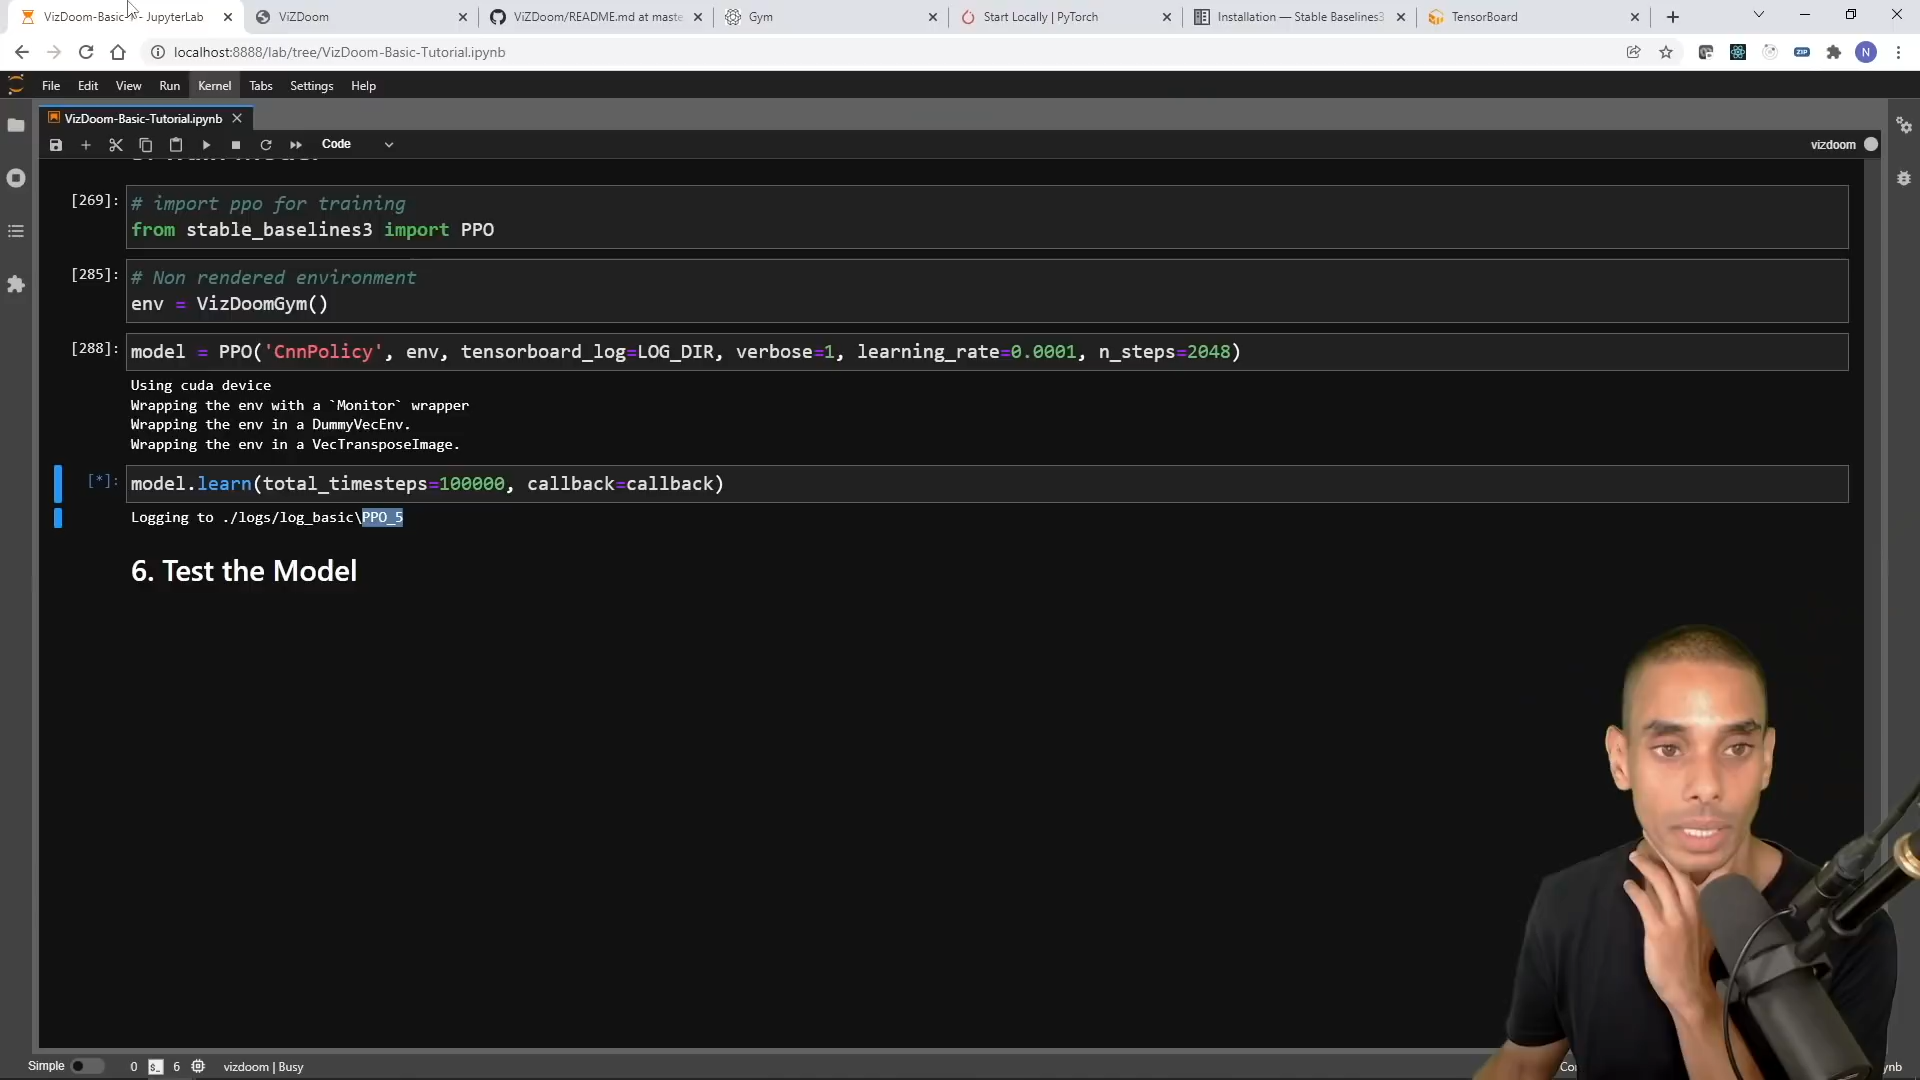 VizDoom-Basic- - JupyterLab
ViZDoom
ViZDoom/README.md at maste
Gym
Start Locally | PyTorch
Installation — Stable Baselines3
TensorBoard
localhost:8888/lab/tree/VizDoom-Basic-Tutorial.ipynb
ZIP
N
File Edit View Run Kernel Tabs Settings Help
VizDoom-Basic-Tutorial.ipynb
Code
vizdoom
[269]:
# import ppo for training
from stable_baselines3 import PPO
[285]:
# Non rendered environment
env = VizDoomGym()
[288]:
model = PPO('CnnPolicy', env, tensorboard_log=LOG_DIR, verbose=1, learning_rate=0.0001, n_steps=2048)
Using cuda device
Wrapping the env with a `Monitor` wrapper
Wrapping the env in a DummyVecEnv.
Wrapping the env in a VecTransposeImage.
[*]:
model.learn(total_timesteps=100000, callback=callback)
Logging to ./logs/log_basic\PPO_5
6. Test the Model
Simple 0 $_ 6 vizdoom | Busy